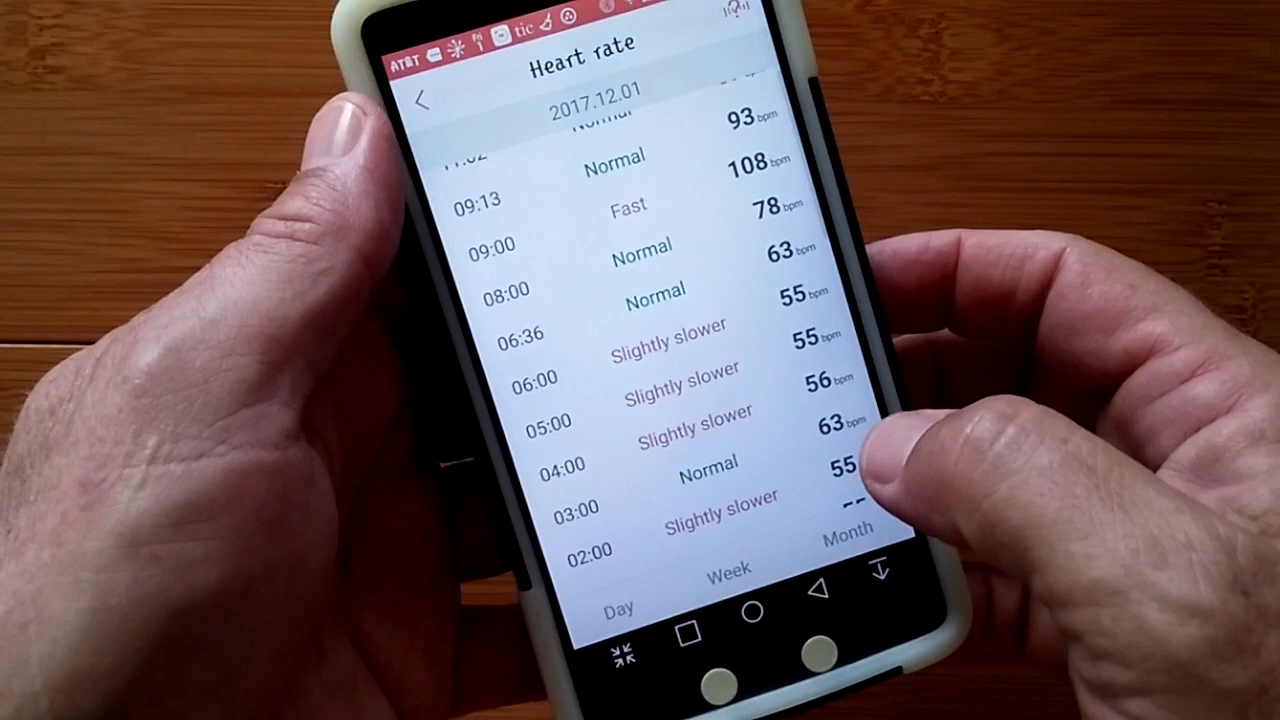 AT&T Fri 1 tic
Heart rate
2017.12.01
09:13 Normal 93 bpm
09:00 Fast 108 bpm
08:00 Normal 78 bpm
06:36 Normal 63 bpm
06:00 Slightly slower 55 bpm
05:00 Slightly slower 55 bpm
04:00 Slightly slower 56 bpm
03:00 Normal 63 bpm
02:00 Slightly slower 55
--
Day Week Month